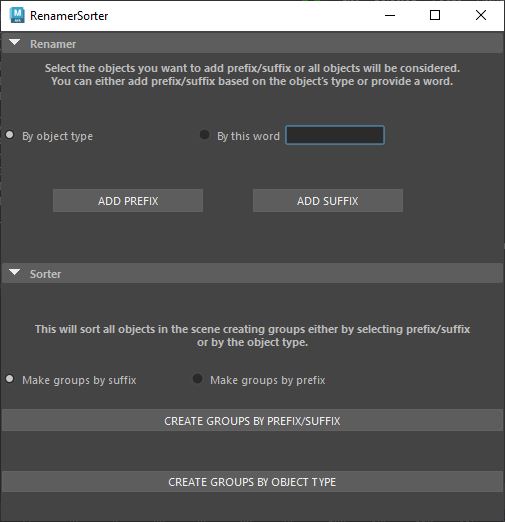 RenamerSorter
Renamer
Select the objects you want to add prefix/suffix or all objects will be considered.
You can either add prefix/suffix based on the object's type or provide a word.
By object type By this word
ADD PREFIX ADD SUFFIX
Sorter
This will sort all objects in the scene creating groups either by selecting prefix/suffix
or by the object type.
Make groups by suffix Make groups by prefix
CREATE GROUPS BY PREFIX/SUFFIX
CREATE GROUPS BY OBJECT TYPE